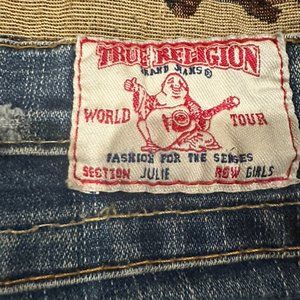 TRUE RELIGION
BRAND JEANS®
WORLD TOUR
FASHION FOR THE SENSES
SECTION JULIE ROW GIRLS